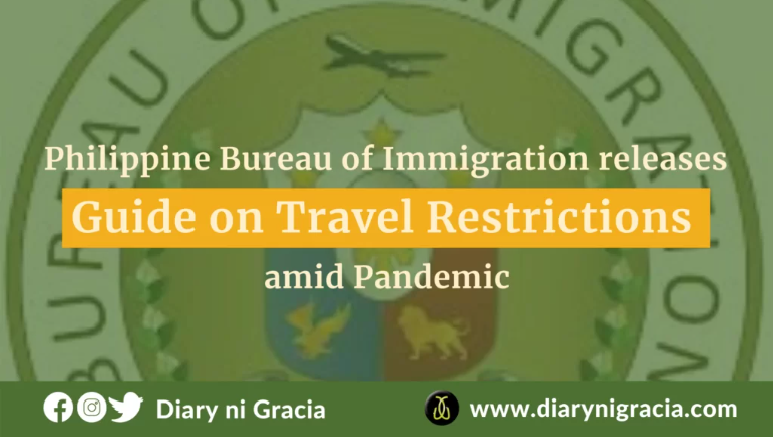 BUREAU OF IMMIGRATION
Philippine Bureau of Immigration releases
Guide on Travel Restrictions
amid Pandemic
Diary ni Gracia
www.diarynigracia.com